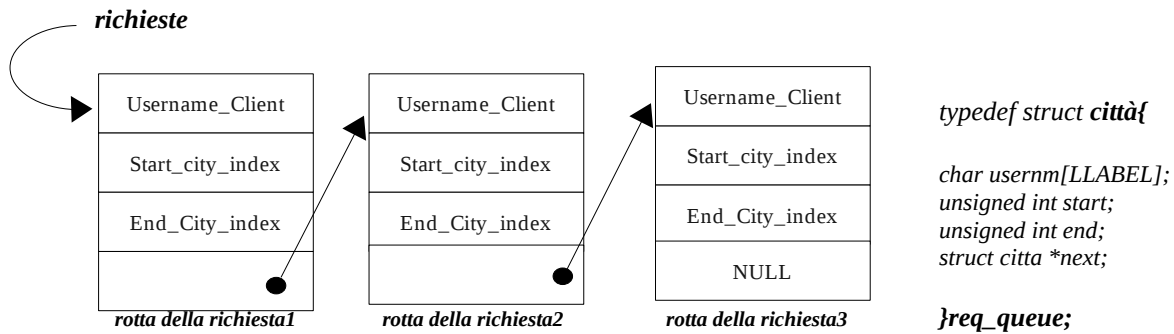 richieste
Username_Client
Start_city_index
End_City_index
rotta della richiesta1
Username_Client
Start_city_index
End_City_index
rotta della richiesta2
Username_Client
Start_city_index
End_City_index
NULL
rotta della richiesta3
typedef struct città{
char usernm[LLABEL];
unsigned int start;
unsigned int end;
struct citta *next;
}req_queue;